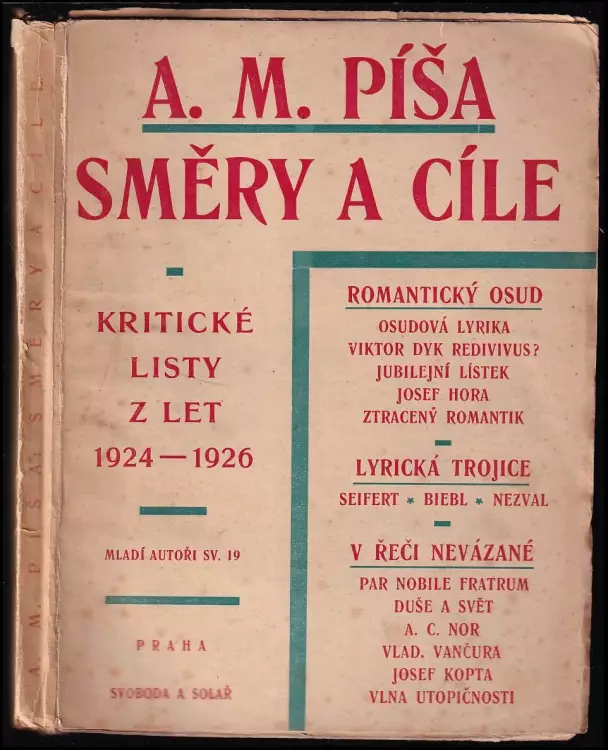 A. M. PÍŠA
SMĚRY A CÍLE
KRITICKÉ
LISTY
Z LET
1924—1926
MLADÍ AUTOŘI SV. 19
PRAHA
SVOBODA A SOLAŘ
ROMANTICKÝ OSUD
OSUDOVÁ LYRIKA
VIKTOR DYK REDIVIVUS?
JUBILEJNÍ LÍSTEK
JOSEF HORA
ZTRACENÝ ROMANTIK
LYRICKÁ TROJICE
SEIFERT * BIEBL * NEZVAL
V ŘEČI NEVÁZANÉ
PAR NOBILE FRATRUM
DUŠE A SVĚT
A. C. NOR
VLAD. VANČURA
JOSEF KOPTA
VLNA UTOPIČNOSTI
A. M. PÍŠA: SMĚRY A CÍLE